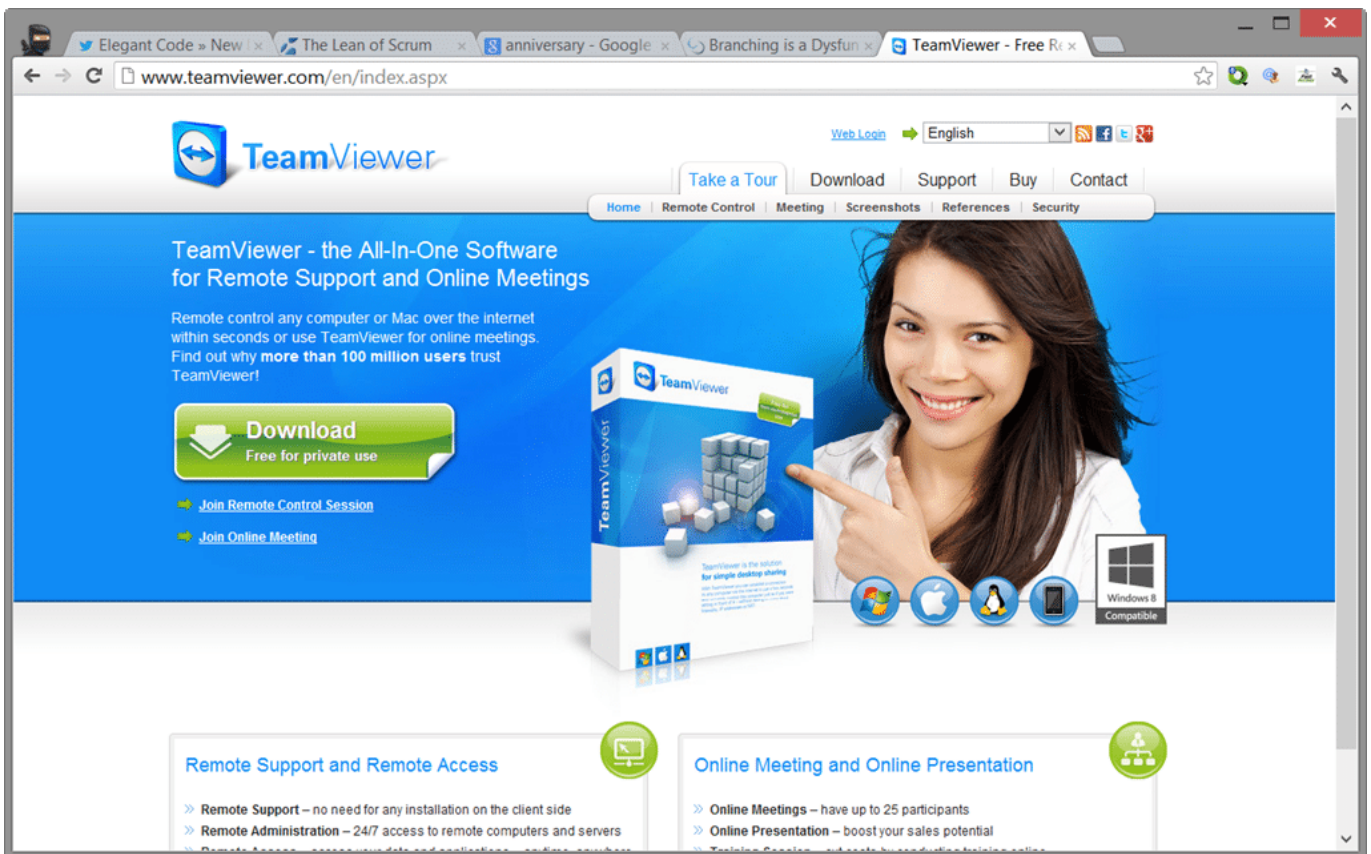 Elegant Code » New
The Lean of Scrum
anniversary - Google
Branching is a Dysfun
TeamViewer - Free Re
www.teamviewer.com/en/index.aspx
TeamViewer
Web Login
English
Take a Tour
Download
Support
Buy
Contact
Home
Remote Control
Meeting
Screenshots
References
Security
TeamViewer - the All-In-One Software
for Remote Support and Online Meetings
Remote control any computer or Mac over the internet
within seconds or use TeamViewer for online meetings.
Find out why more than 100 million users trust
TeamViewer!
Download
Free for private use
Join Remote Control Session
Join Online Meeting
TeamViewer
TeamViewer
TeamViewer is the solution
for simple desktop sharing
Windows 8
Compatible
Remote Support and Remote Access
» Remote Support – no need for any installation on the client side
» Remote Administration – 24/7 access to remote computers and servers
Online Meeting and Online Presentation
» Online Meetings – have up to 25 participants
» Online Presentation – boost your sales potential